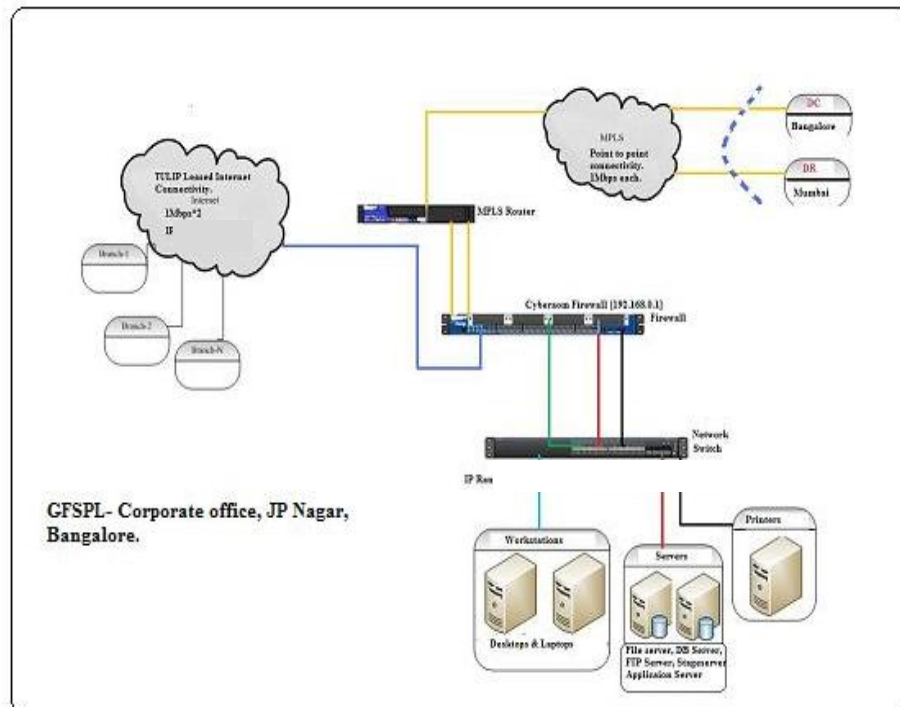 DC
Bangalore
MPLS
Point to point
connectivity.
1Mbps each.
DR
Mumbai
TULIP Leased Internet
Connectivity.
Internet
1Mbps*2
IP
MPLS Router
Branch-1
Branch-2
Branch-N
Cyberoam Firewall [192.168.0.1]
Firewall
Network
Switch
IP Ran
GFSPL- Corporate office, JP Nagar,
Bangalore.
Workstations
Desktops & Laptops
Servers
File server, DB Server,
FTP Server, Stageserver
Application Server
Printers